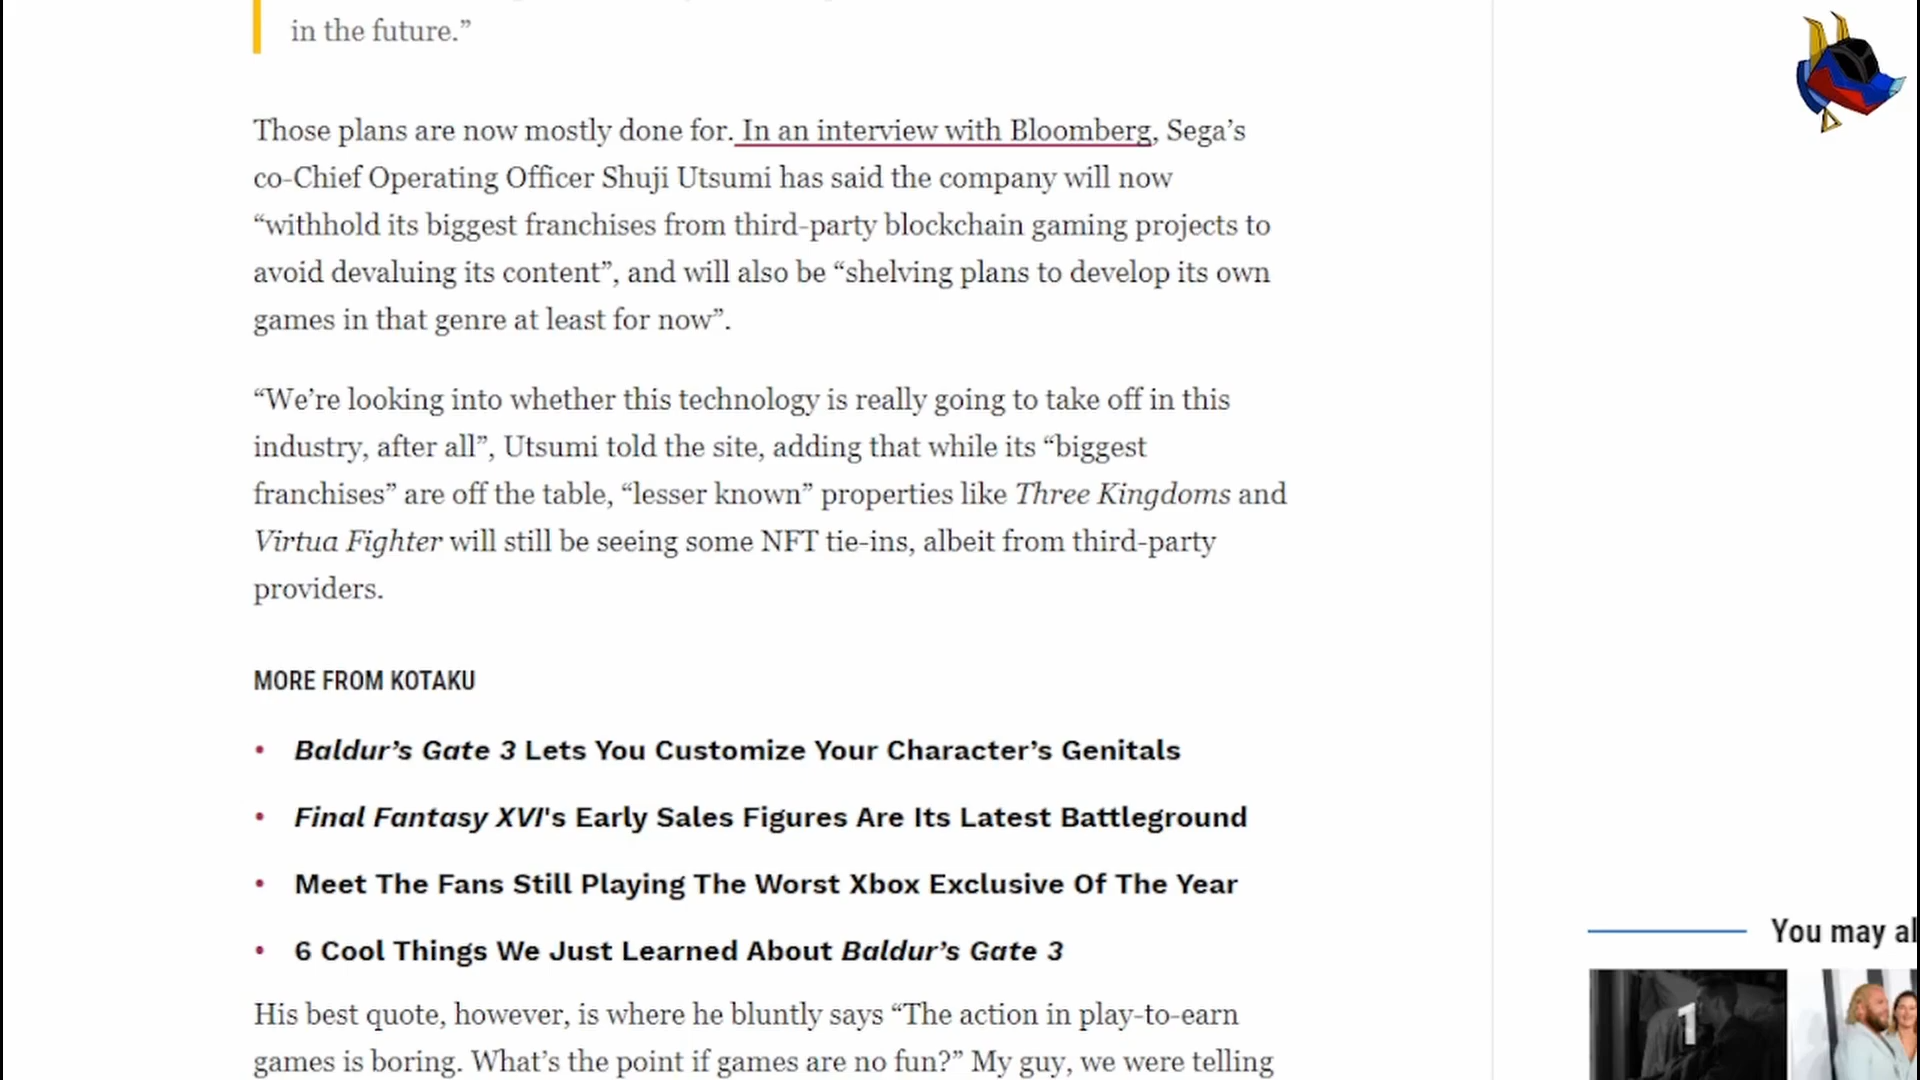 in the future.”
Those plans are now mostly done for. In an interview with Bloomberg, Sega’s
co-Chief Operating Officer Shuji Utsumi has said the company will now
“withhold its biggest franchises from third-party blockchain gaming projects to
avoid devaluing its content”, and will also be “shelving plans to develop its own
games in that genre at least for now”.
“We’re looking into whether this technology is really going to take off in this
industry, after all”, Utsumi told the site, adding that while its “biggest
franchises” are off the table, “lesser known” properties like Three Kingdoms and
Virtua Fighter will still be seeing some NFT tie-ins, albeit from third-party
providers.
MORE FROM KOTAKU
• Baldur’s Gate 3 Lets You Customize Your Character’s Genitals
• Final Fantasy XVI's Early Sales Figures Are Its Latest Battleground
• Meet The Fans Still Playing The Worst Xbox Exclusive Of The Year
• 6 Cool Things We Just Learned About Baldur’s Gate 3
His best quote, however, is where he bluntly says “The action in play-to-earn
games is boring. What’s the point if games are no fun?” My guy, we were telling
You may al
1